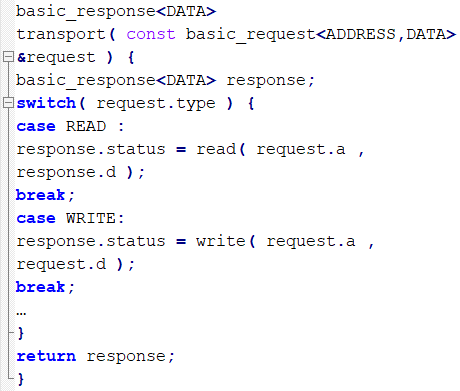 basic_response<DATA>
transport( const basic_request<ADDRESS,DATA>
&request ) {
basic_response<DATA> response;
switch( request.type ) {
case READ :
response.status = read( request.a ,
response.d );
break;
case WRITE:
response.status = write( request.a ,
request.d );
break;
…
}
return response;
}